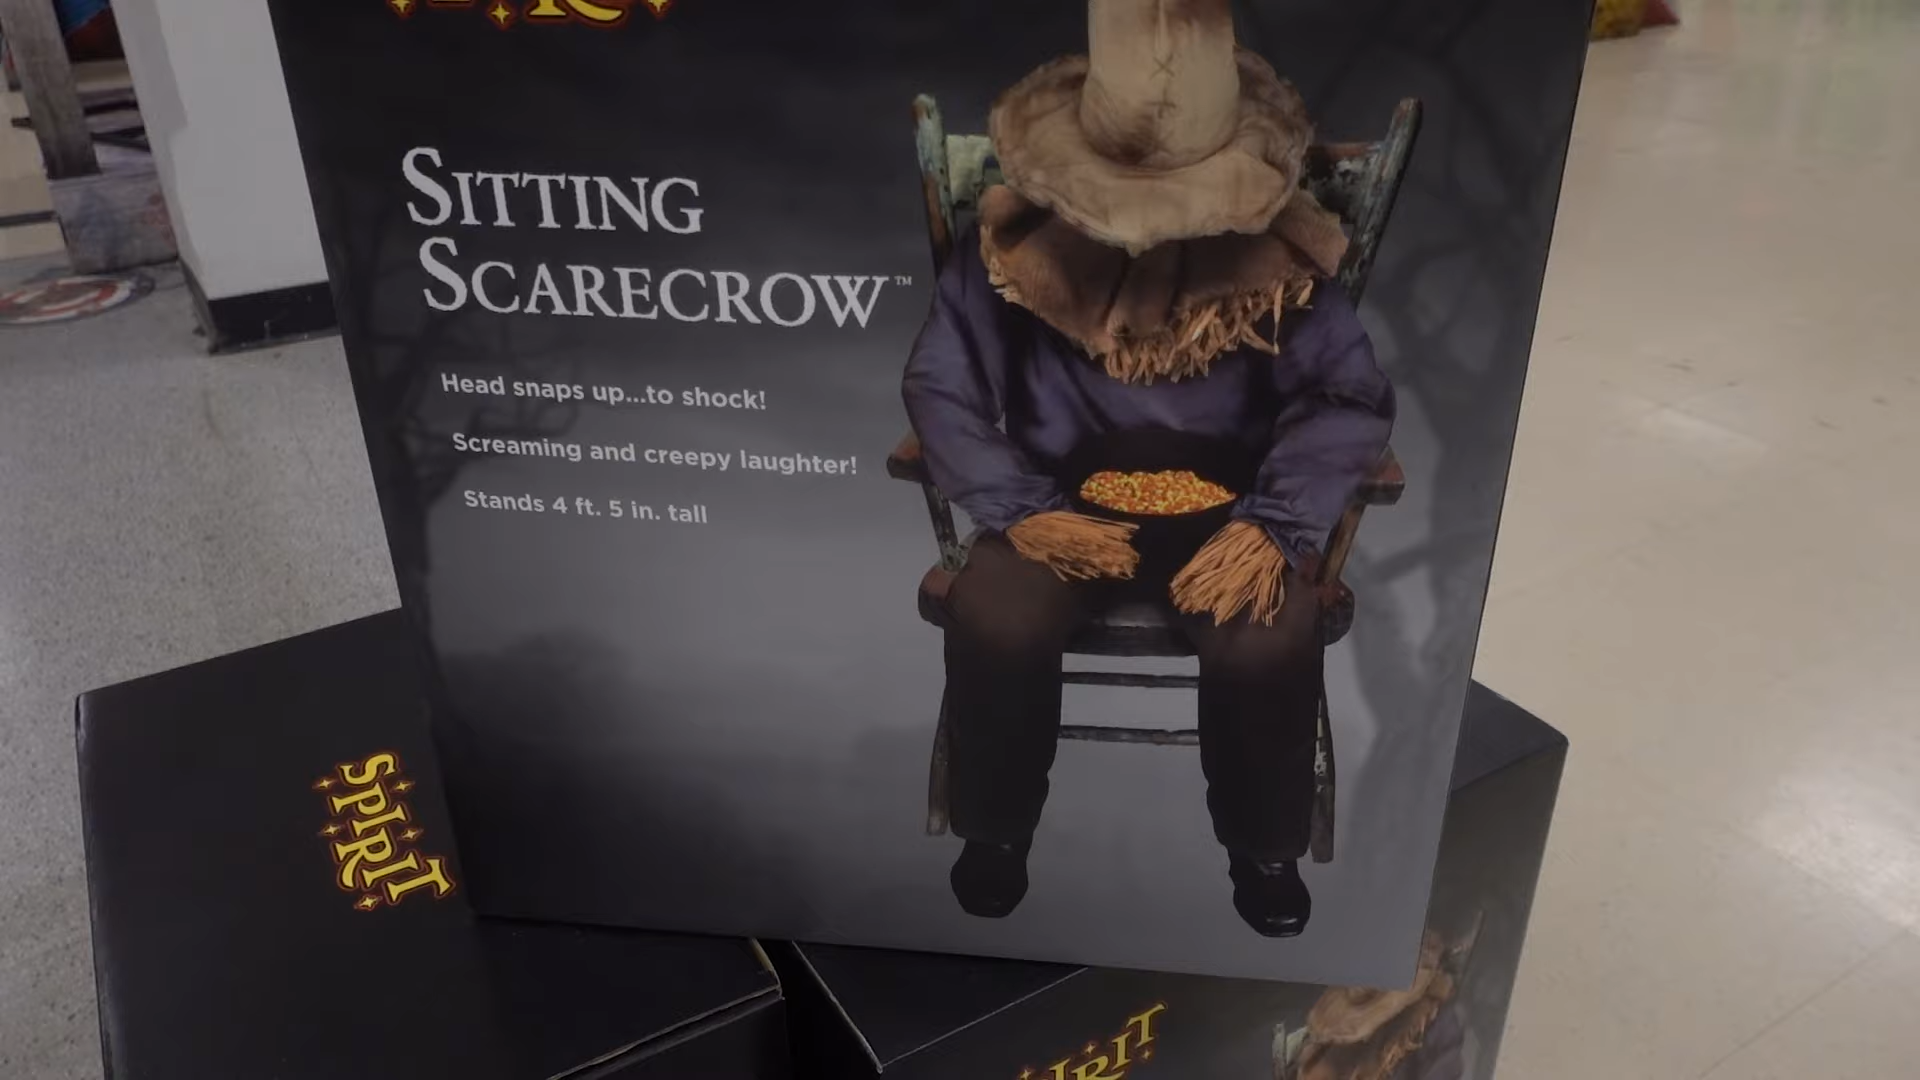 SITTING
SCARECROW™
Head snaps up...to shock!
Screaming and creepy laughter!
Stands 4 ft. 5 in. tall
SPIRIT